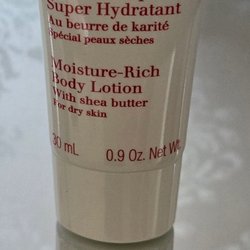 Super Hydratant
Au beurre de karité
Spécial peaux sèches
Moisture-Rich
Body Lotion
With shea butter
For dry skin
30 mL 0.9 Oz. Net Wt.